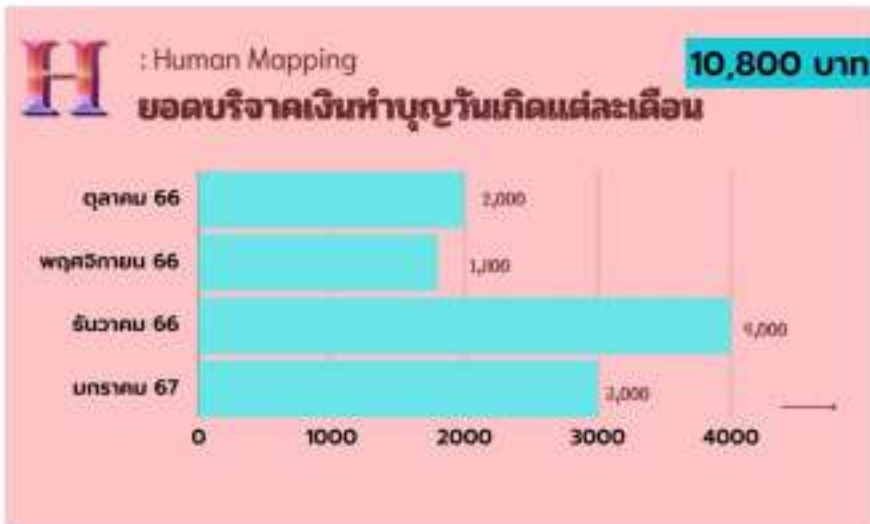 H : Human Mapping
10,800 บาท
ยอดบริจาคเงินทำบุญวันเกิดแต่ละเดือน
ตุลาคม 66 2,000
พฤศจิกายน 66 1,800
ธันวาคม 66 4,000
มกราคม 67 3,000
0 1000 2000 3000 4000